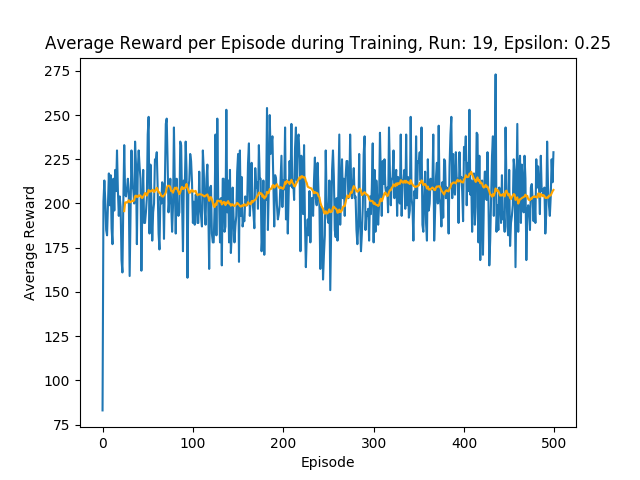 Average Reward per Episode during Training, Run: 19, Epsilon: 0.25
275
250
225
200
175
150
125
100
75
Average Reward
0 100 200 300 400 500
Episode